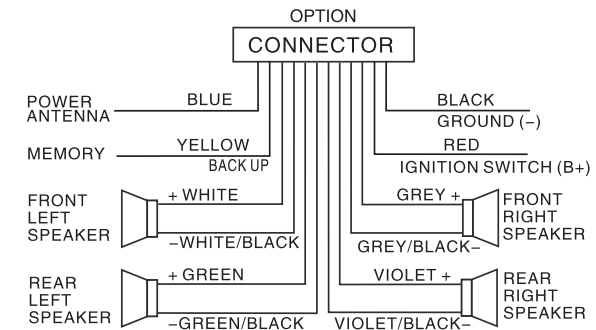 OPTION
CONNECTOR
POWER
ANTENNA
BLUE
BLACK
GROUND (−)
MEMORY
YELLOW
BACK UP
RED
IGNITION SWITCH (B+)
FRONT
LEFT
SPEAKER
+ WHITE
−WHITE/BLACK
GREY +
GREY/BLACK−
FRONT
RIGHT
SPEAKER
REAR
LEFT
SPEAKER
+ GREEN
−GREEN/BLACK
VIOLET +
VIOLET/BLACK−
REAR
RIGHT
SPEAKER